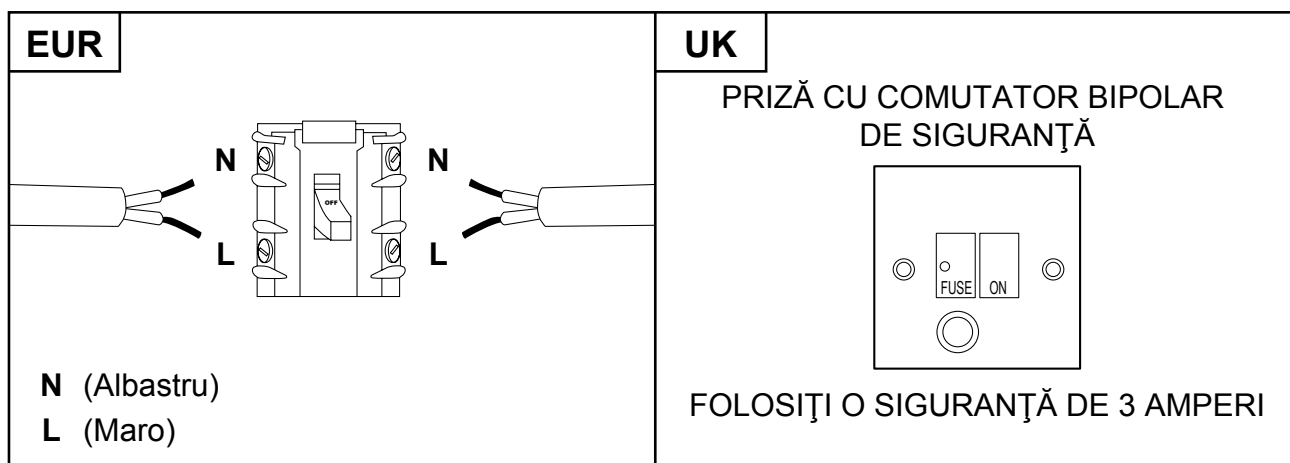 EUR
N
N
OFF
L
L
N (Albastru)
L (Maro)
UK
PRIZĂ CU COMUTATOR BIPOLAR
DE SIGURANŢĂ
FUSE ON
FOLOSIŢI O SIGURANŢĂ DE 3 AMPERI